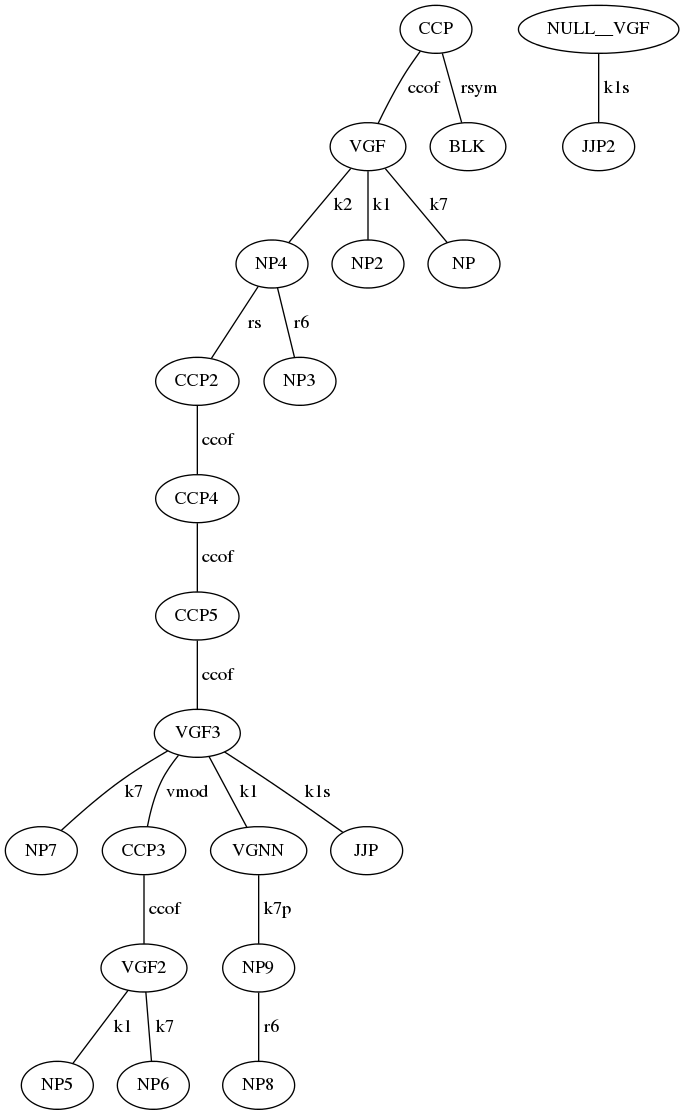 CCP NULL__VGF
ccof rsym k1s
VGF BLK JJP2
k2 k1 k7
NP4 NP2 NP
rs r6
CCP2 NP3
ccof
CCP4
ccof
CCP5
ccof
VGF3
k7 vmod k1 k1s
NP7 CCP3 VGNN JJP
ccof k7p
VGF2 NP9
k1 k7 r6
NP5 NP6 NP8